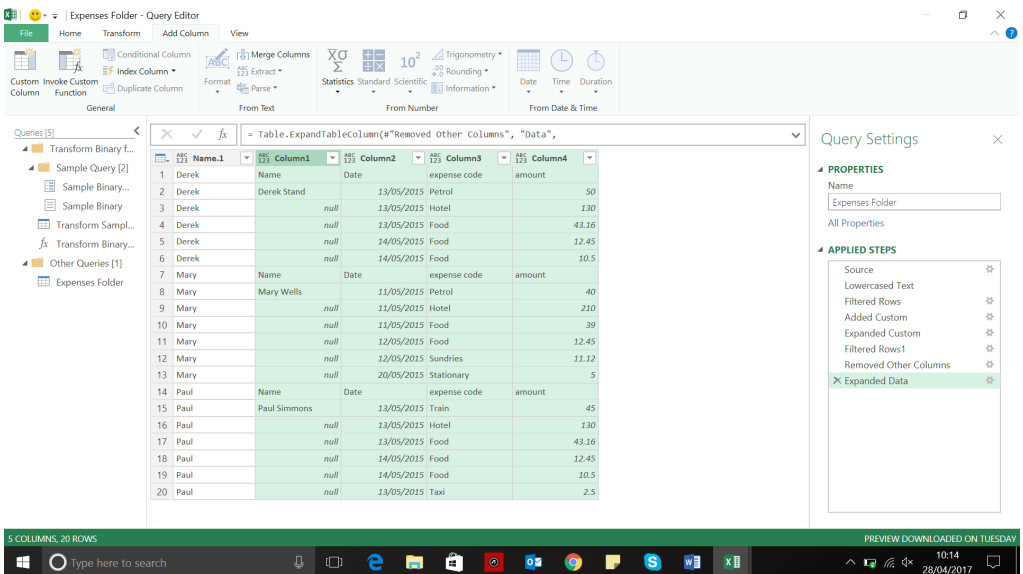 Expenses Folder - Query Editor
File Home Transform Add Column View
Custom Column
Invoke Custom Function
Conditional Column
Index Column
Duplicate Column
General
Format
Merge Columns
Extract
Parse
From Text
Statistics
Standard
Scientific
Trigonometry
Rounding
Information
From Number
Date
Time
Duration
From Date & Time
Queries [5]
Transform Binary f...
Sample Query [2]
Sample Binary...
Sample Binary
Transform Sampl...
Transform Binary...
Other Queries [1]
Expenses Folder
fx = Table.ExpandTableColumn(#"Removed Other Columns", "Data",
ABC 123 Name.1 ABC 123 Column1 ABC 123 Column2 ABC 123 Column3 ABC 123 Column4
1 Derek Name Date expense code amount
2 Derek Derek Stand 13/05/2015 Petrol 50
3 Derek null 13/05/2015 Hotel 130
4 Derek null 13/05/2015 Food 43.16
5 Derek null 14/05/2015 Food 12.45
6 Derek null 14/05/2015 Food 10.5
7 Mary Name Date expense code amount
8 Mary Mary Wells 11/05/2015 Petrol 40
9 Mary null 11/05/2015 Hotel 210
10 Mary null 11/05/2015 Food 39
11 Mary null 12/05/2015 Food 12.45
12 Mary null 12/05/2015 Sundries 11.12
13 Mary null 20/05/2015 Stationary 5
14 Paul Name Date expense code amount
15 Paul Paul Simmons 13/05/2015 Train 45
16 Paul null 13/05/2015 Hotel 130
17 Paul null 13/05/2015 Food 43.16
18 Paul null 14/05/2015 Food 12.45
19 Paul null 14/05/2015 Food 10.5
20 Paul null 13/05/2015 Taxi 2.5
Query Settings
PROPERTIES
Name
Expenses Folder
All Properties
APPLIED STEPS
Source
Lowercased Text
Filtered Rows
Added Custom
Expanded Custom
Filtered Rows1
Removed Other Columns
Expanded Data
5 COLUMNS, 20 ROWS
PREVIEW DOWNLOADED ON TUESDAY
Type here to search
10:14
28/04/2017